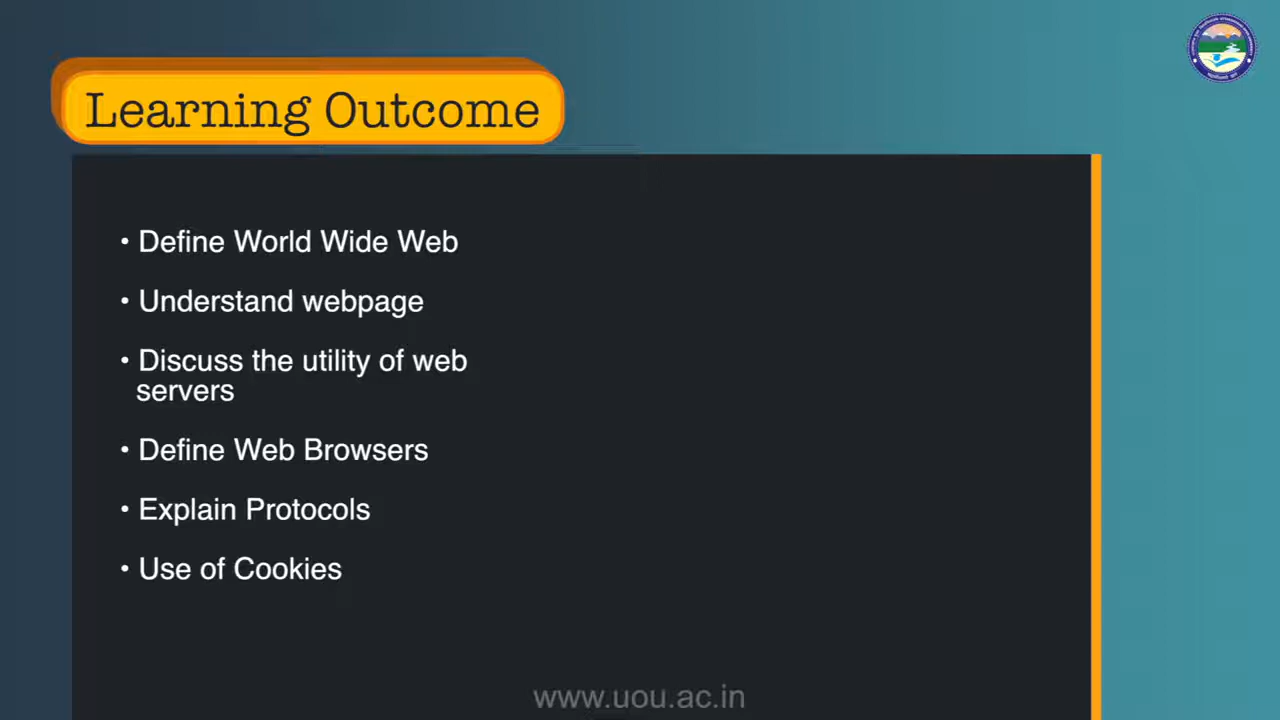 Learning Outcome
• Define World Wide Web
• Understand webpage
• Discuss the utility of web
servers
• Define Web Browsers
• Explain Protocols
• Use of Cookies
www.uou.ac.in